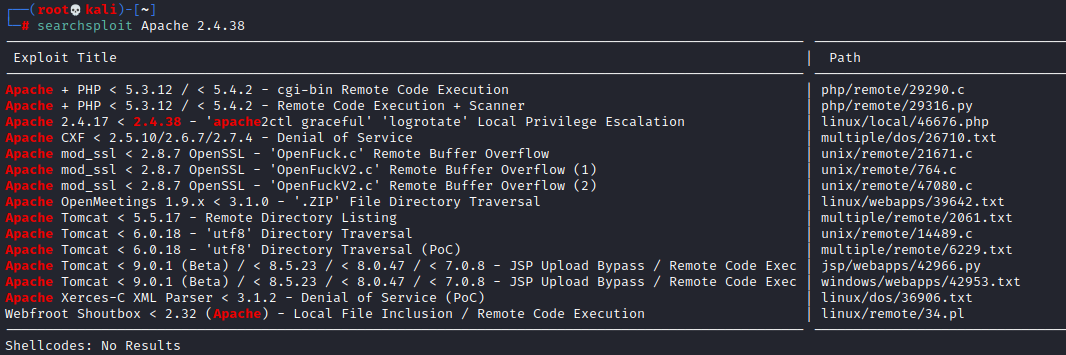 ┌──(root💀kali)-[~]
└─# searchsploit Apache 2.4.38
Exploit Title | Path
Apache + PHP < 5.3.12 / < 5.4.2 - cgi-bin Remote Code Execution | php/remote/29290.c
Apache + PHP < 5.3.12 / < 5.4.2 - Remote Code Execution + Scanner | php/remote/29316.py
Apache 2.4.17 < 2.4.38 - 'apache2ctl graceful' 'logrotate' Local Privilege Escalation | linux/local/46676.php
Apache CXF < 2.5.10/2.6.7/2.7.4 - Denial of Service | multiple/dos/26710.txt
Apache mod_ssl < 2.8.7 OpenSSL - 'OpenFuck.c' Remote Buffer Overflow | unix/remote/21671.c
Apache mod_ssl < 2.8.7 OpenSSL - 'OpenFuckV2.c' Remote Buffer Overflow (1) | unix/remote/764.c
Apache mod_ssl < 2.8.7 OpenSSL - 'OpenFuckV2.c' Remote Buffer Overflow (2) | unix/remote/47080.c
Apache OpenMeetings 1.9.x < 3.1.0 - '.ZIP' File Directory Traversal | linux/webapps/39642.txt
Apache Tomcat < 5.5.17 - Remote Directory Listing | multiple/remote/2061.txt
Apache Tomcat < 6.0.18 - 'utf8' Directory Traversal | unix/remote/14489.c
Apache Tomcat < 6.0.18 - 'utf8' Directory Traversal (PoC) | multiple/remote/6229.txt
Apache Tomcat < 9.0.1 (Beta) / < 8.5.23 / < 8.0.47 / < 7.0.8 - JSP Upload Bypass / Remote Code Exec | jsp/webapps/42966.py
Apache Tomcat < 9.0.1 (Beta) / < 8.5.23 / < 8.0.47 / < 7.0.8 - JSP Upload Bypass / Remote Code Exec | windows/webapps/42953.txt
Apache Xerces-C XML Parser < 3.1.2 - Denial of Service (PoC) | linux/dos/36906.txt
Webfroot Shoutbox < 2.32 (Apache) - Local File Inclusion / Remote Code Execution | linux/remote/34.pl
Shellcodes: No Results